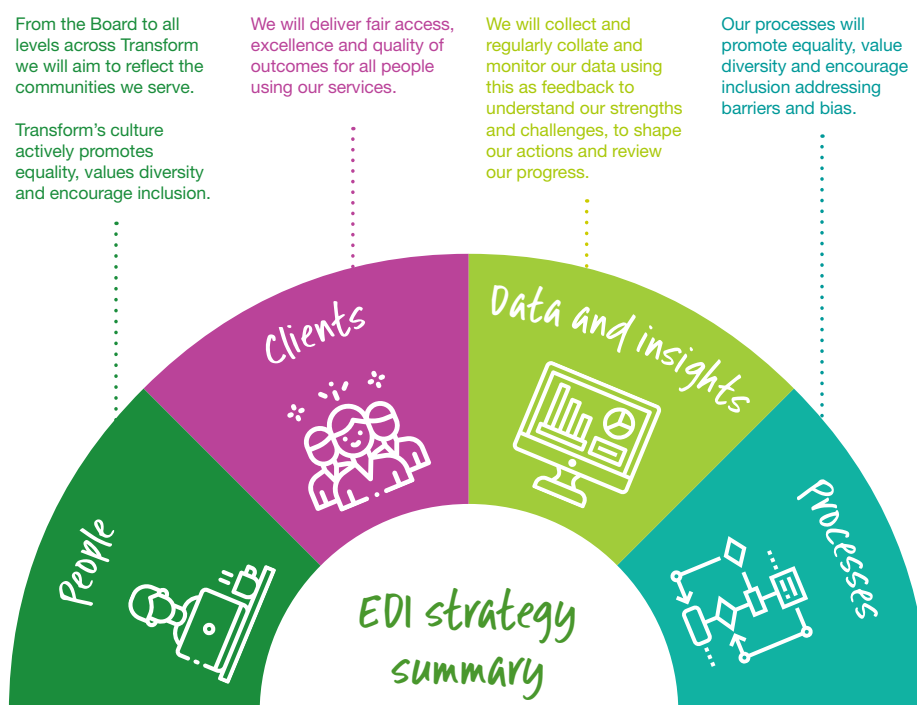 From the Board to all
levels across Transform
we will aim to reflect the
communities we serve.
Transform's culture
actively promotes
equality, values diversity
and encourage inclusion.
We will deliver fair access,
excellence and quality of
outcomes for all people
using our services.
We will collect and
regularly collate and
monitor our data using
this as feedback to
understand our strengths
and challenges, to shape
our actions and review
our progress.
Our processes will
promote equality, value
diversity and encourage
inclusion addressing
barriers and bias.
People
Clients
Data and insights
Processes
EDI strategy
summary